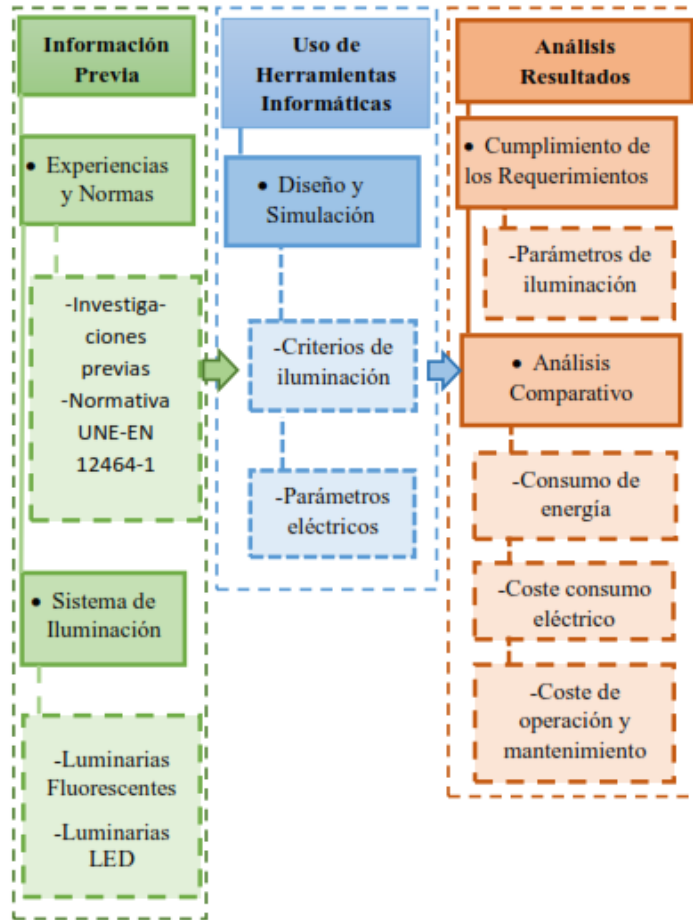 Información
Previa
• Experiencias
y Normas
-Investiga-
ciones
previas
-Normativa
UNE-EN
12464-1
• Sistema de
Iluminación
-Luminarias
Fluorescentes
-Luminarias
LED
Uso de
Herramientas
Informáticas
• Diseño y
Simulación
-Criterios de
iluminación
-Parámetros
eléctricos
Análisis
Resultados
• Cumplimiento de
los Requerimientos
-Parámetros de
iluminación
• Análisis
Comparativo
-Consumo de
energía
-Coste consumo
eléctrico
-Coste de
operación y
mantenimiento